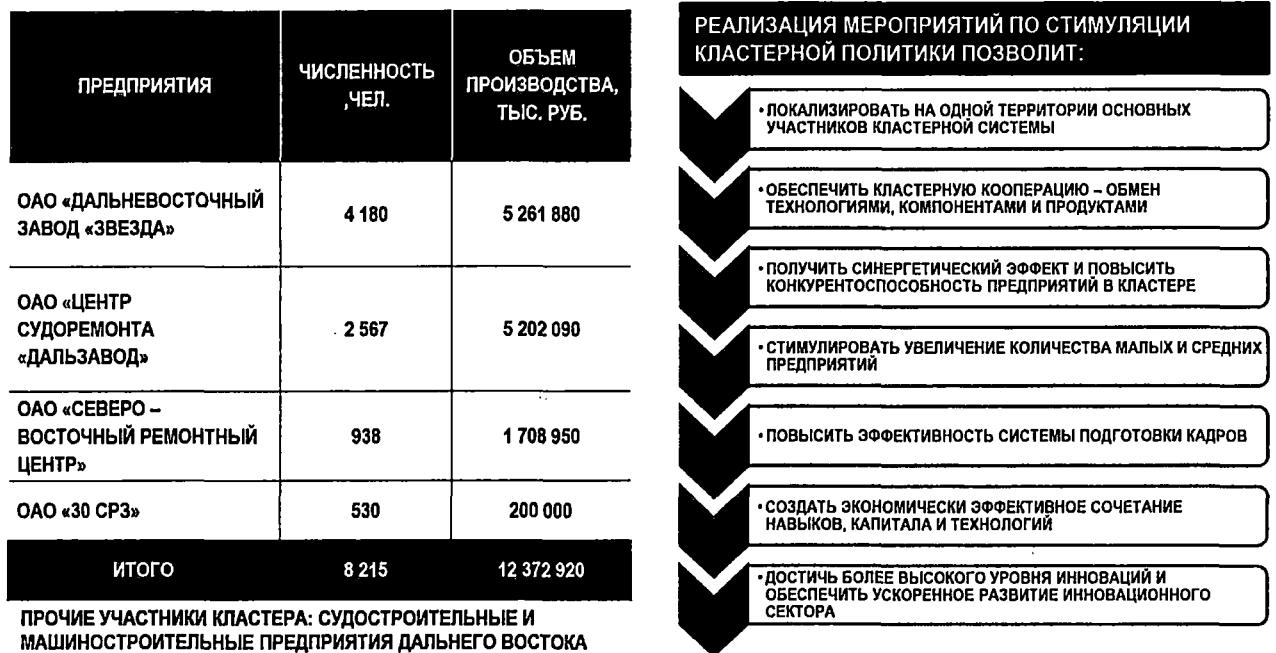 ПРЕДПРИЯТИЯ
ЧИСЛЕННОСТЬ
,ЧЕЛ.
ОБЪЕМ
ПРОИЗВОДСТВА,
ТЫС. РУБ.
ОАО «ДАЛЬНЕВОСТОЧНЫЙ
ЗАВОД «ЗВЕЗДА»
4 180
5 261 880
ОАО «ЦЕНТР
СУДОРЕМОНТА
«ДАЛЬЗАВОД»
2 567
5 202 090
ОАО «СЕВЕРО –
ВОСТОЧНЫЙ РЕМОНТНЫЙ
ЦЕНТР»
938
1 708 950
ОАО «30 СРЗ»
530
200 000
ИТОГО
8 215
12 372 920
ПРОЧИЕ УЧАСТНИКИ КЛАСТЕРА: СУДОСТРОИТЕЛЬНЫЕ И
МАШИНОСТРОИТЕЛЬНЫЕ ПРЕДПРИЯТИЯ ДАЛЬНЕГО ВОСТОКА
РЕАЛИЗАЦИЯ МЕРОПРИЯТИЙ ПО СТИМУЛЯЦИИ
КЛАСТЕРНОЙ ПОЛИТИКИ ПОЗВОЛИТ:
•ЛОКАЛИЗИРОВАТЬ НА ОДНОЙ ТЕРРИТОРИИ ОСНОВНЫХ
УЧАСТНИКОВ КЛАСТЕРНОЙ СИСТЕМЫ
•ОБЕСПЕЧИТЬ КЛАСТЕРНУЮ КООПЕРАЦИЮ – ОБМЕН
ТЕХНОЛОГИЯМИ, КОМПОНЕНТАМИ И ПРОДУКТАМИ
•ПОЛУЧИТЬ СИНЕРГЕТИЧЕСКИЙ ЭФФЕКТ И ПОВЫСИТЬ
КОНКУРЕНТОСПОСОБНОСТЬ ПРЕДПРИЯТИЙ В КЛАСТЕРЕ
•СТИМУЛИРОВАТЬ УВЕЛИЧЕНИЕ КОЛИЧЕСТВА МАЛЫХ И СРЕДНИХ
ПРЕДПРИЯТИЙ
•ПОВЫСИТЬ ЭФФЕКТИВНОСТЬ СИСТЕМЫ ПОДГОТОВКИ КАДРОВ
•СОЗДАТЬ ЭКОНОМИЧЕСКИ ЭФФЕКТИВНОЕ СОЧЕТАНИЕ
НАВЫКОВ, КАПИТАЛА И ТЕХНОЛОГИЙ
•ДОСТИЧЬ БОЛЕЕ ВЫСОКОГО УРОВНЯ ИННОВАЦИЙ И
ОБЕСПЕЧИТЬ УСКОРЕННОЕ РАЗВИТИЕ ИННОВАЦИОННОГО
СЕКТОРА